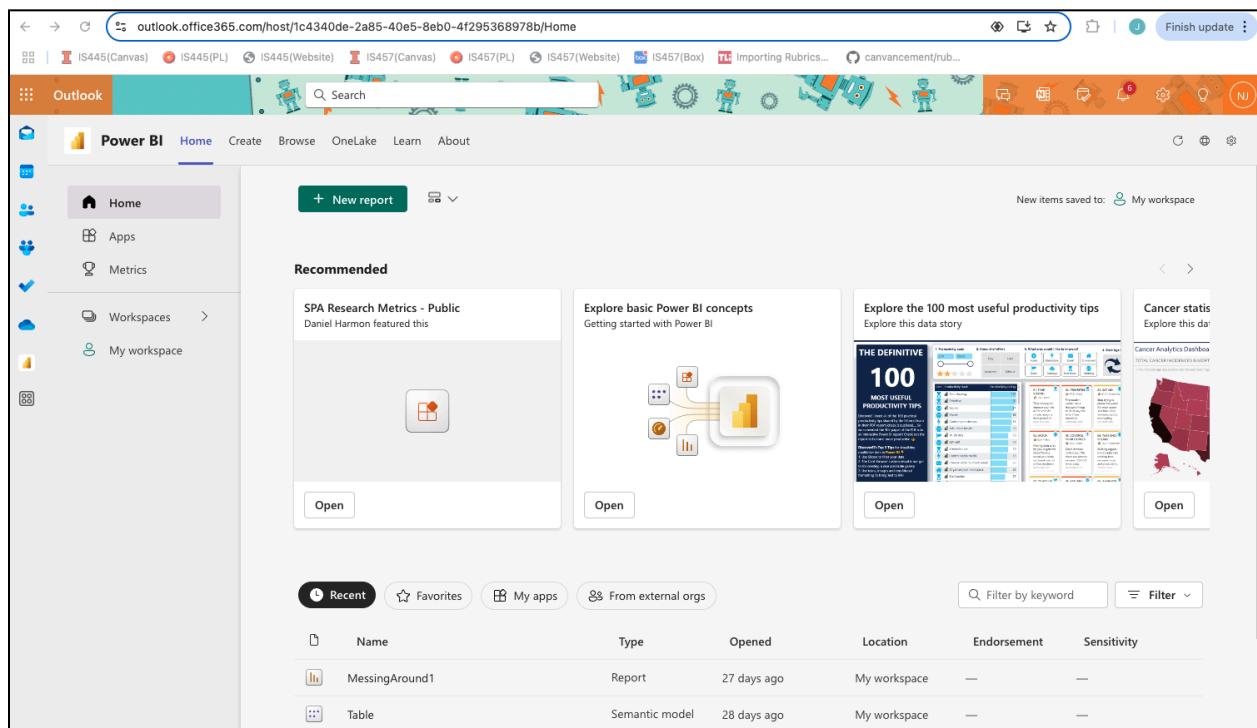 outlook.office365.com/host/1c4340de-2a85-40e5-8eb0-4f295368978b/Home
J
Finish update
IS445(Canvas)
IS445(PL)
IS445(Website)
IS457(Canvas)
IS457(PL)
IS457(Website)
box
IS457(Box)
TL:
Importing Rubrics...
canvancement/rub...
Outlook
Search
6
NJ
Power BI
Home
Create
Browse
OneLake
Learn
About
Home
Apps
Metrics
Workspaces
My workspace
+ New report
New items saved to: My workspace
Recommended
SPA Research Metrics - Public
Daniel Harmon featured this
Open
Explore basic Power BI concepts
Getting started with Power BI
Open
Explore the 100 most useful productivity tips
Explore this data story
THE DEFINITIVE
100
MOST USEFUL
PRODUCTIVITY TIPS
Open
Cancer statis
Explore this dat
Cancer Analytics Dashboa
Open
Recent
Favorites
My apps
From external orgs
Filter by keyword
Filter
Name Type Opened Location Endorsement Sensitivity
MessingAround1 Report 27 days ago My workspace — —
Table Semantic model 28 days ago My workspace — —